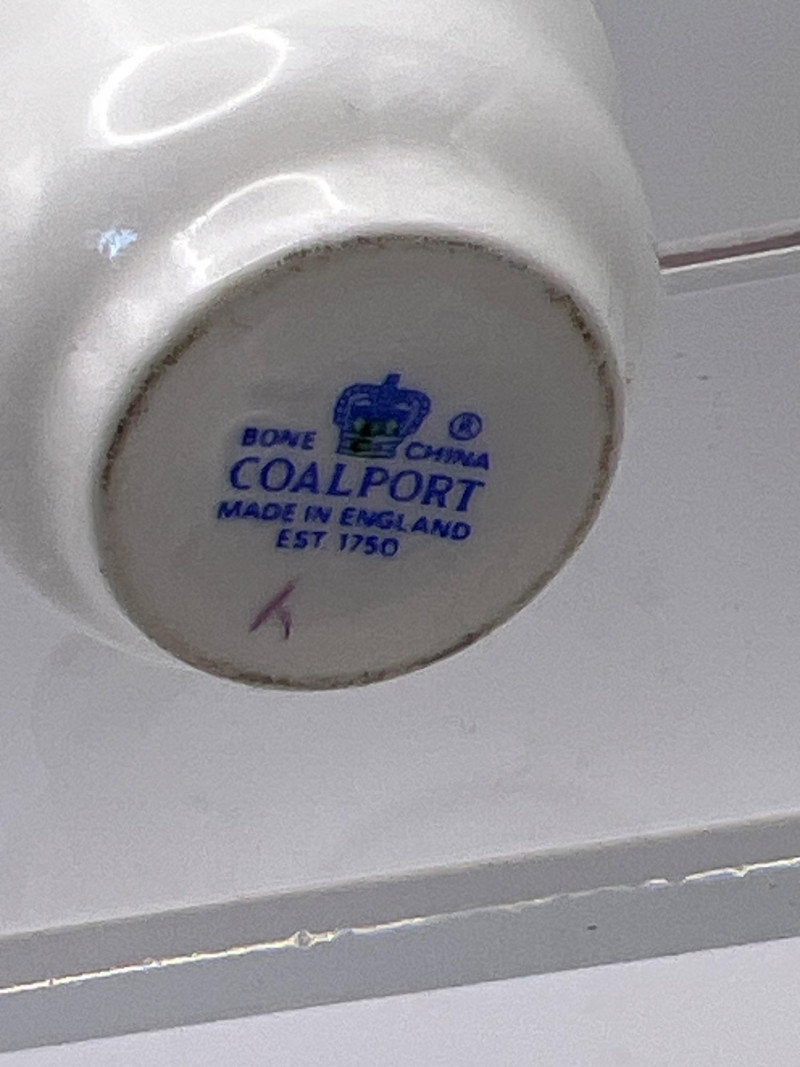 BONE CHINA ®
COALPORT
MADE IN ENGLAND
EST. 1750